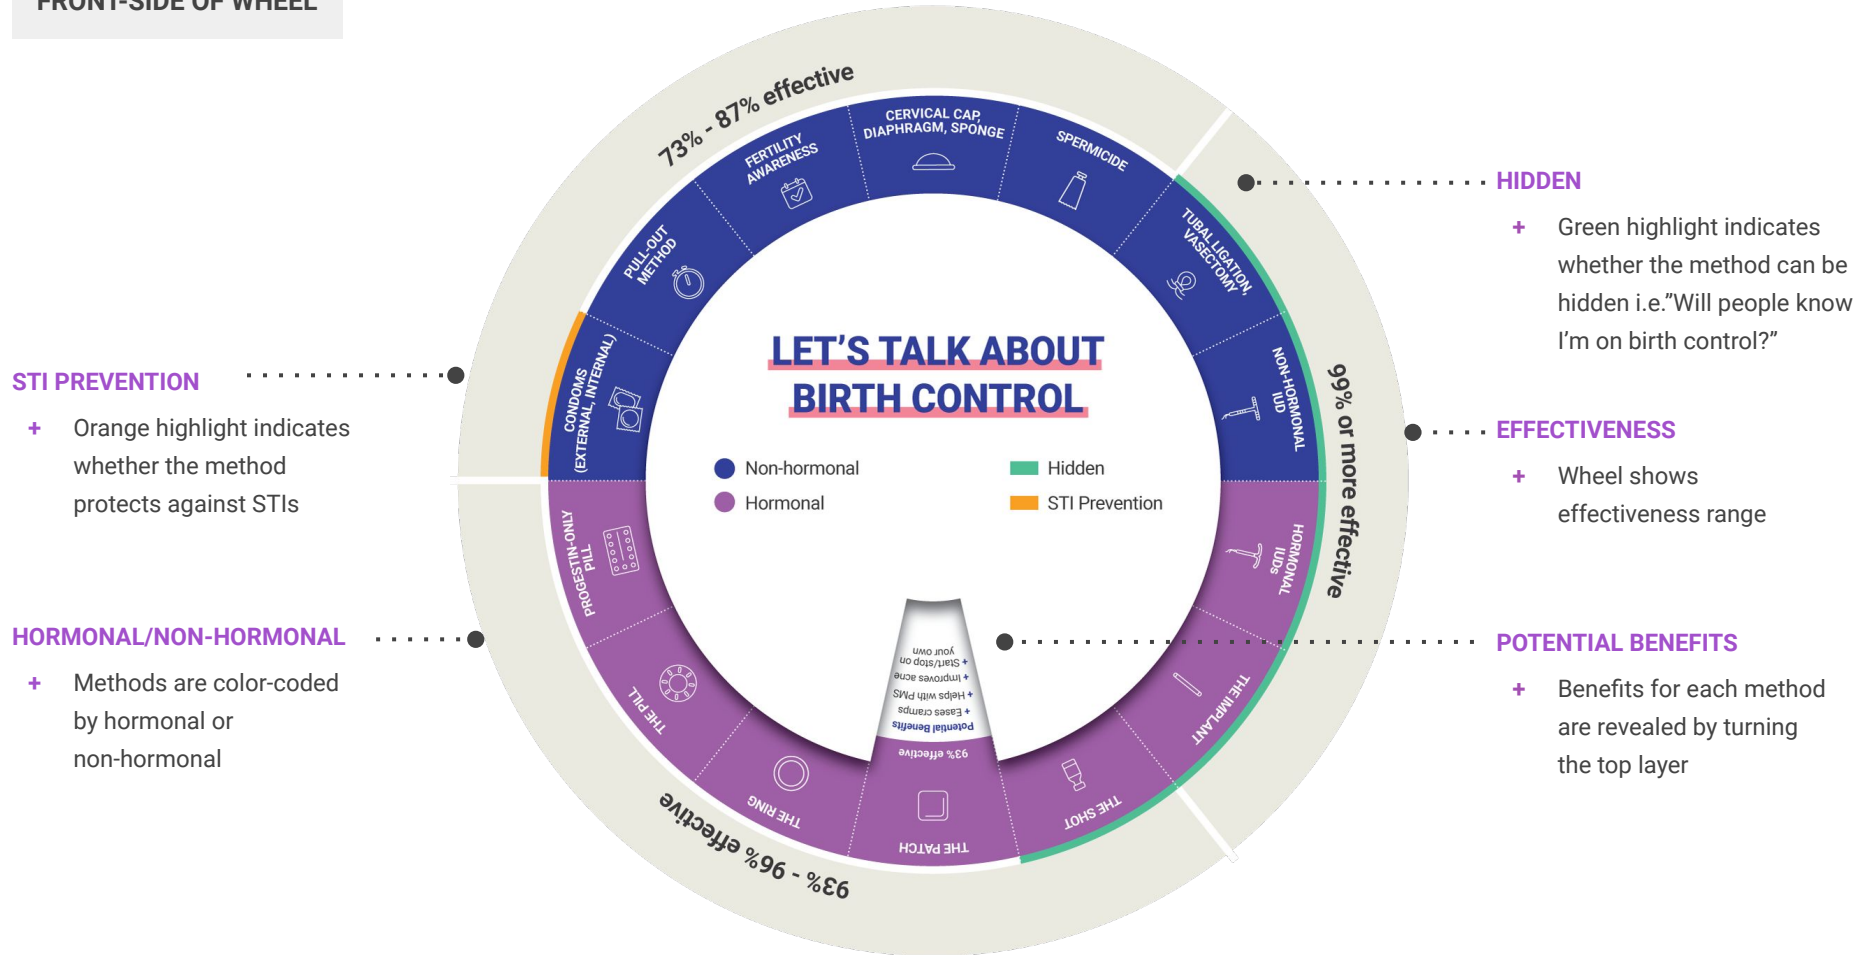 FRONT-SIDE OF WHEEL
73% - 87% effective
CERVICAL CAP,
DIAPHRAGM, SPONGE
SPERMICIDE
FERTILITY
AWARENESS
PULL-OUT
METHOD
CONDOMS
(EXTERNAL, INTERNAL)
TUBAL LIGATION,
VASECTOMY
NON-HORMONAL
IUD
99% or more effective
HORMONAL
IUDs
THE IMPLANT
THE SHOT
THE PATCH
THE RING
THE PILL
PROGESTIN-ONLY
PILL
93% - 96% effective
LET'S TALK ABOUT
BIRTH CONTROL
Non-hormonal
Hormonal
Hidden
STI Prevention
93% effective
Potential Benefits
+ Eases cramps
+ Helps with PMS
+ Improves acne
+ Start/stop on
your own
STI PREVENTION
+ Orange highlight indicates
whether the method
protects against STIs
HORMONAL/NON-HORMONAL
+ Methods are color-coded
by hormonal or
non-hormonal
HIDDEN
+ Green highlight indicates
whether the method can be
hidden i.e."Will people know
I'm on birth control?"
EFFECTIVENESS
+ Wheel shows
effectiveness range
POTENTIAL BENEFITS
+ Benefits for each method
are revealed by turning
the top layer